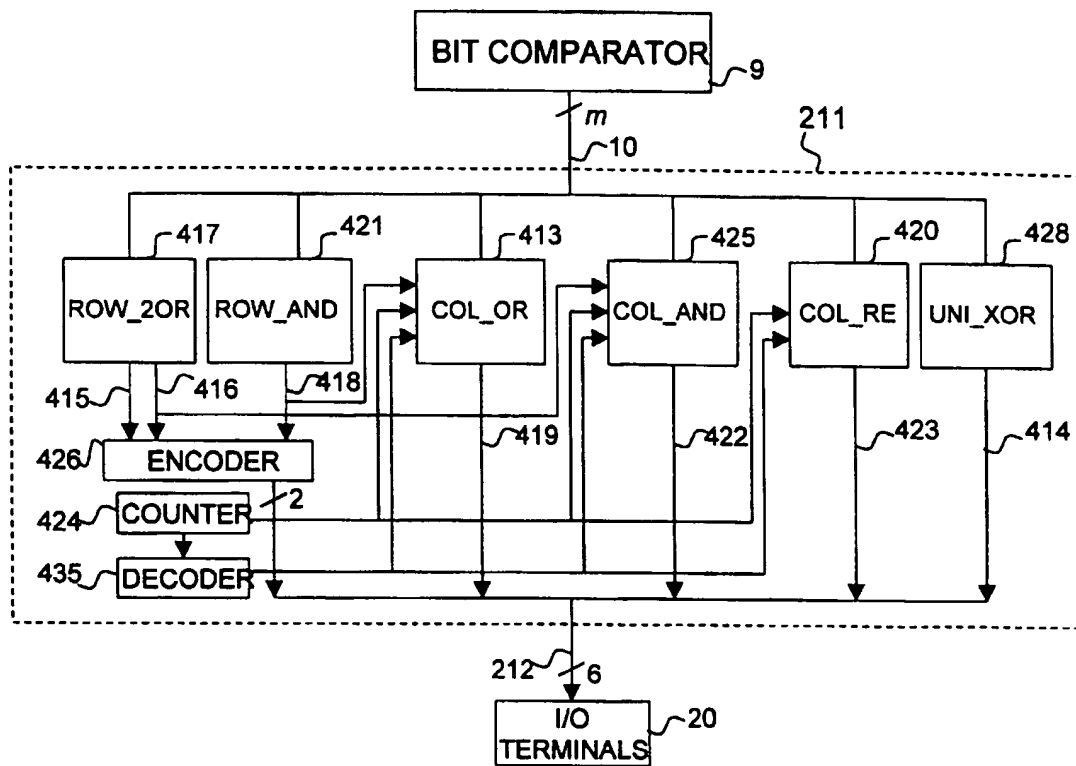 BIT COMPARATOR
9
m
10
211
417
421
413
425
420
428
ROW_2OR
ROW_AND
COL_OR
COL_AND
COL_RE
UNI_XOR
415
416
418
419
422
423
414
426
ENCODER
2
424
COUNTER
435
DECODER
212
6
I/O
TERMINALS
20